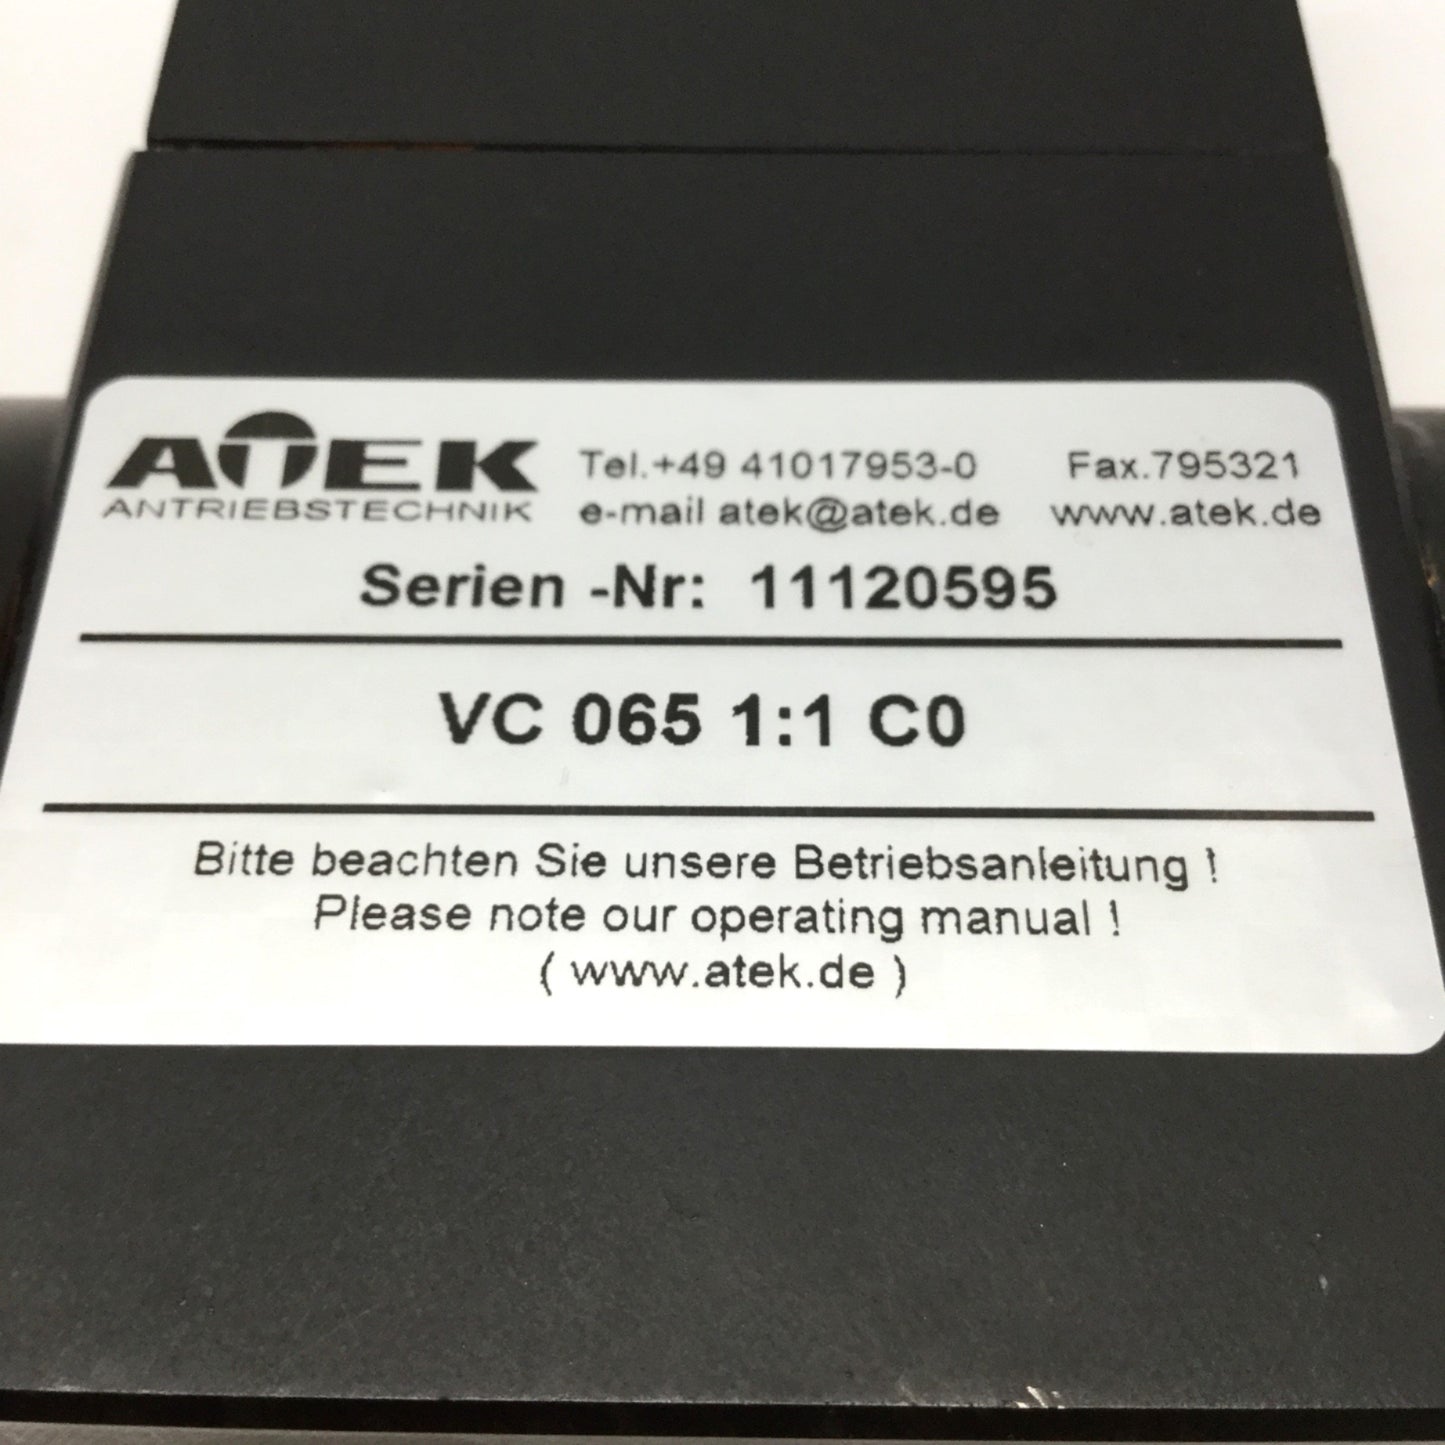 ATEK Tel.+49 41017953-0 Fax.795321
ANTRIEBSTECHNIK e-mail atek@atek.de www.atek.de
Serien -Nr: 11120595
VC 065 1:1 C0
Bitte beachten Sie unsere Betriebsanleitung !
Please note our operating manual !
( www.atek.de )